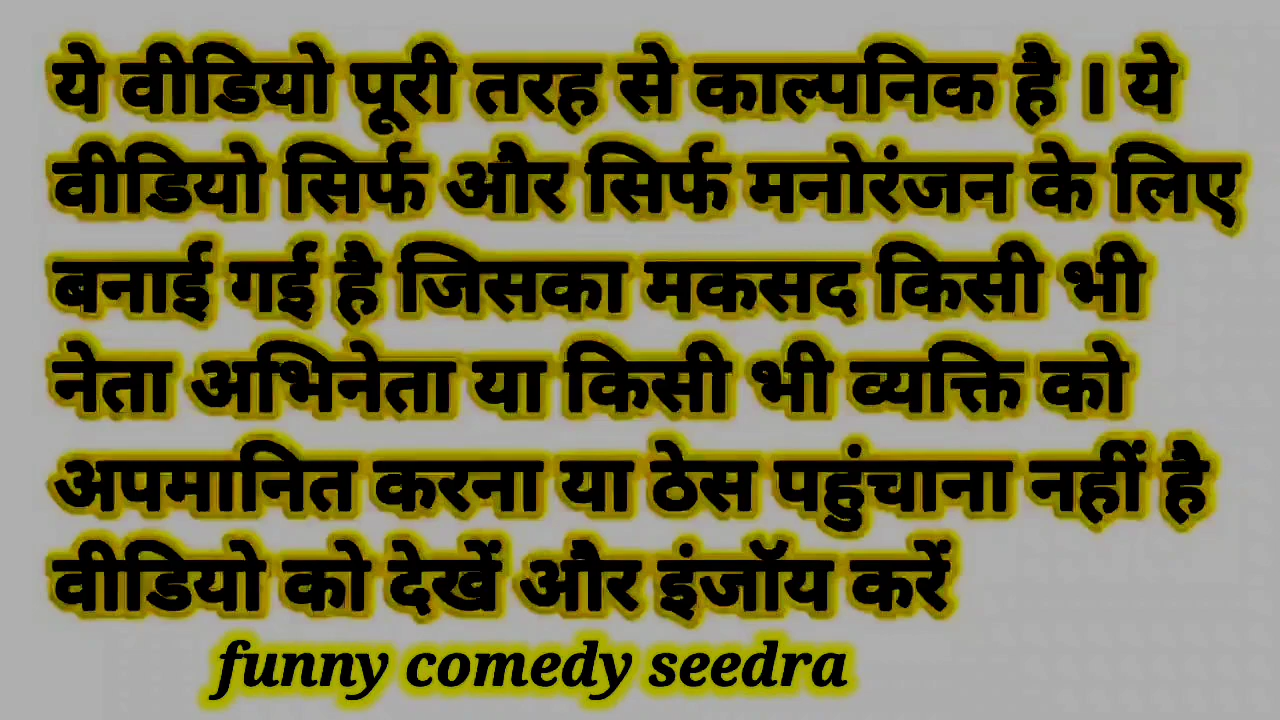 ये वीडियो पूरी तरह से काल्पनिक है । ये
वीडियो सिर्फ और सिर्फ मनोरंजन के लिए
बनाई गई है जिसका मकसद किसी भी
नेता अभिनेता या किसी भी व्यक्ति को
अपमानित करना या ठेस पहुंचाना नहीं है
वीडियो को देखें और इंजॉय करें
funny comedy seedra